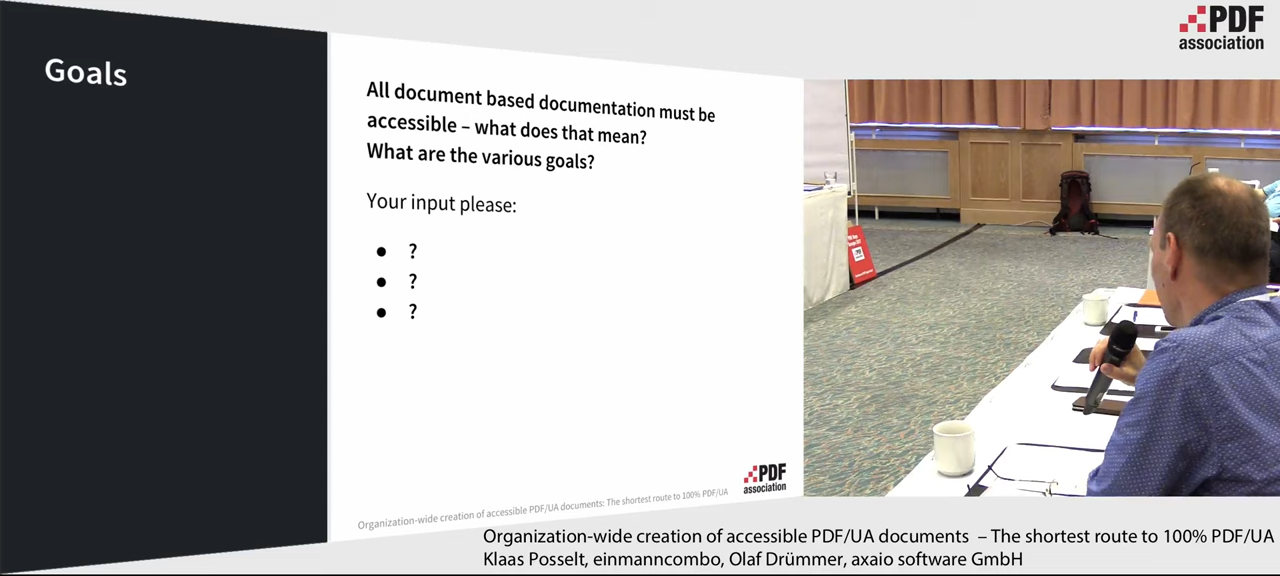 PDF
association
Goals
All document based documentation must be
accessible – what does that mean?
What are the various goals?
Your input please:
● ?
● ?
● ?
PDF
association
Organization-wide creation of accessible PDF/UA documents: The shortest route to 100% PDF/UA
Organization-wide creation of accessible PDF/UA documents – The shortest route to 100% PDF/UA
Klaas Posselt, einmanncombo, Olaf Drümmer, axaio software GmbH